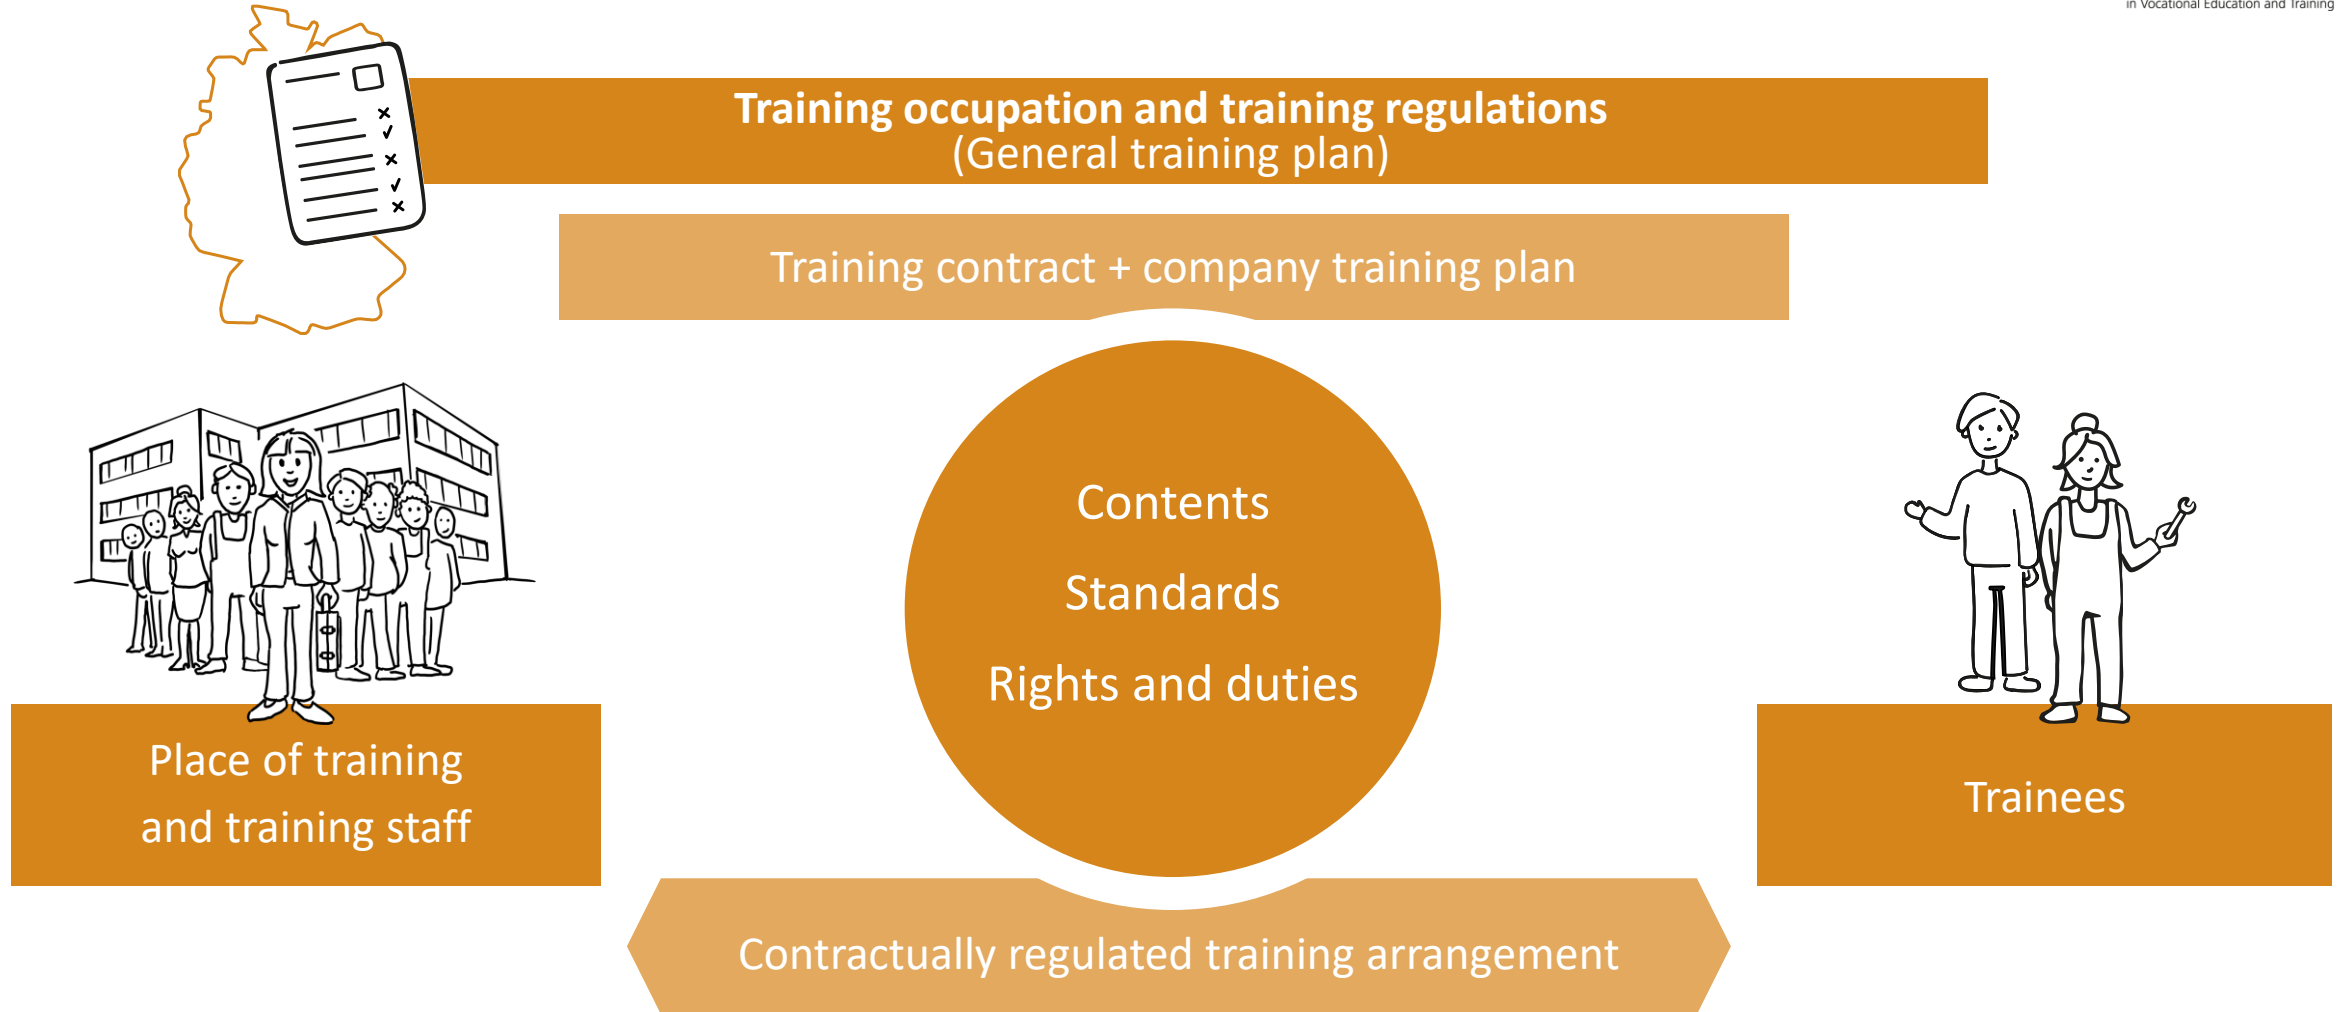 in Vocational Education and Training
Training occupation and training regulations
(General training plan)
Training contract + company training plan
Contents
Standards
Rights and duties
Place of training
and training staff
Trainees
Contractually regulated training arrangement